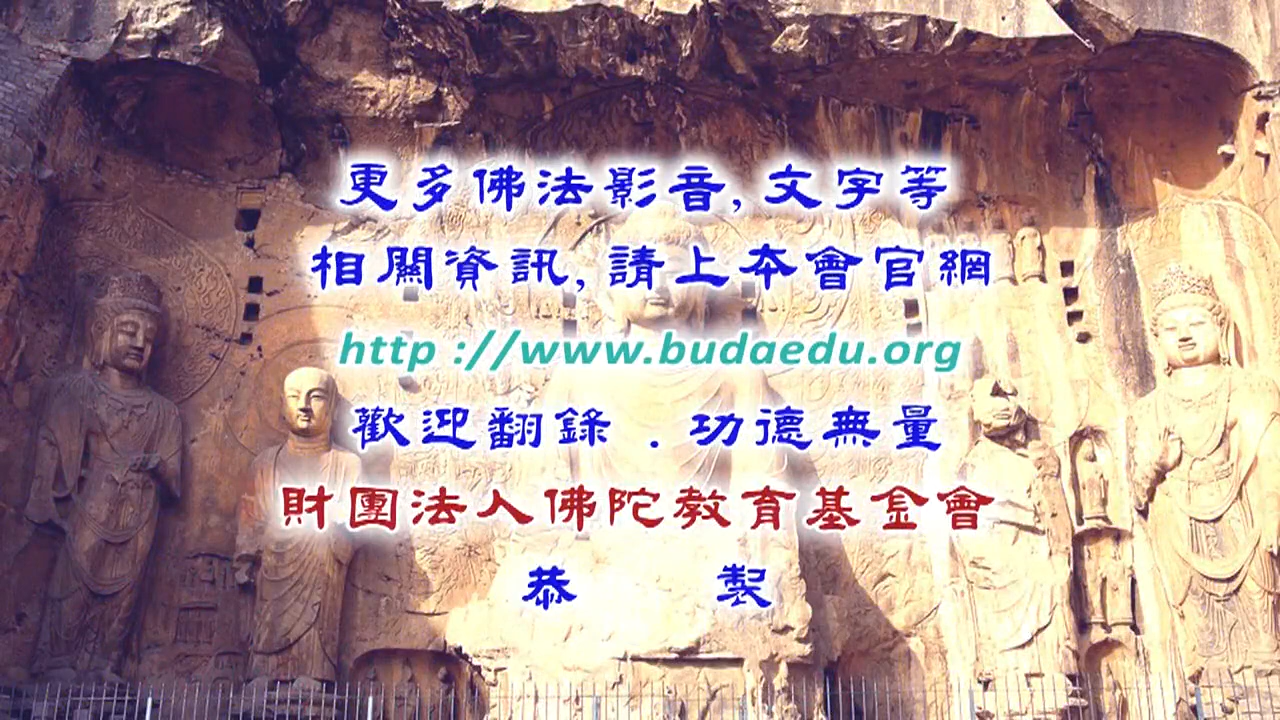 更多佛法影音,文字等
相關資訊,請上本會官網
http ://www.budaedu.org
歡迎翻錄 . 功德無量
財團法人佛陀教育基金會
恭 製